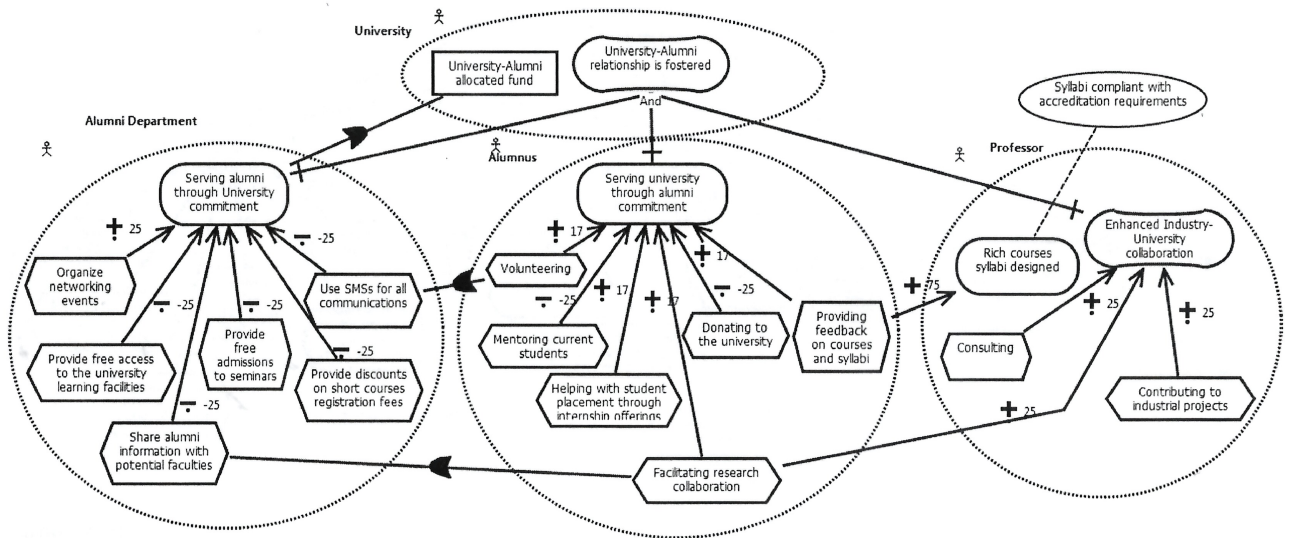 University
University-Alumni
allocated fund
University-Alumni
relationship is fostered
And
Syllabi compliant with
accreditation requirements
Alumni Department
Alumnus
Professor
Serving alumni
through University
commitment
Serving university
through alumni
commitment
Enhanced Industry-
University
collaboration
Rich courses
syllabi designed
25
-25
17
17
75
Organize
networking
events
Use SMSs for all
communications
Volunteering
-25
-25
-25
17
17
-25
25
25
25
Provide free access
to the university
learning facilities
Provide
free
admissions
to seminars
-25
Provide discounts
on short courses
registration fees
Mentoring current
students
Donating to
the university
Providing
feedback
on courses
and syllabi
Consulting
Helping with student
placement through
internship offerings
Contributing to
industrial projects
-25
25
Share alumni
information with
potential faculties
Facilitating research
collaboration